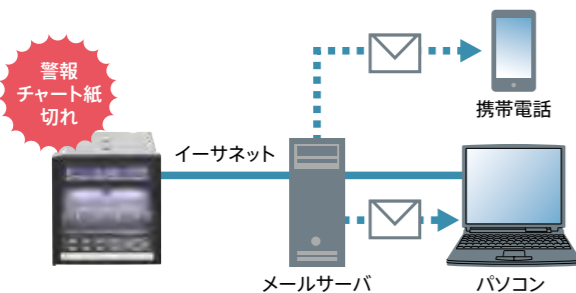 警報
チャート紙
切れ
携帯電話
イーサネット
メールサーバ
パソコン